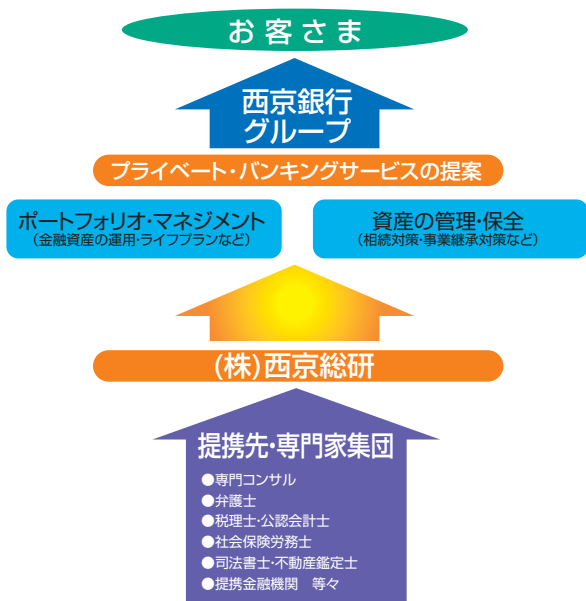 お客さま
西京銀行
グループ
プライベート・バンキングサービスの提案
ポートフォリオ・マネジメント
(金融資産の運用・ライフプランなど)
資産の管理・保全
(相続対策・事業継承対策など)
(株)西京総研
提携先・専門家集団
●専門コンサル
●弁護士
●税理士・公認会計士
●社会保険労務士
●司法書士・不動産鑑定士
●提携金融機関　等々